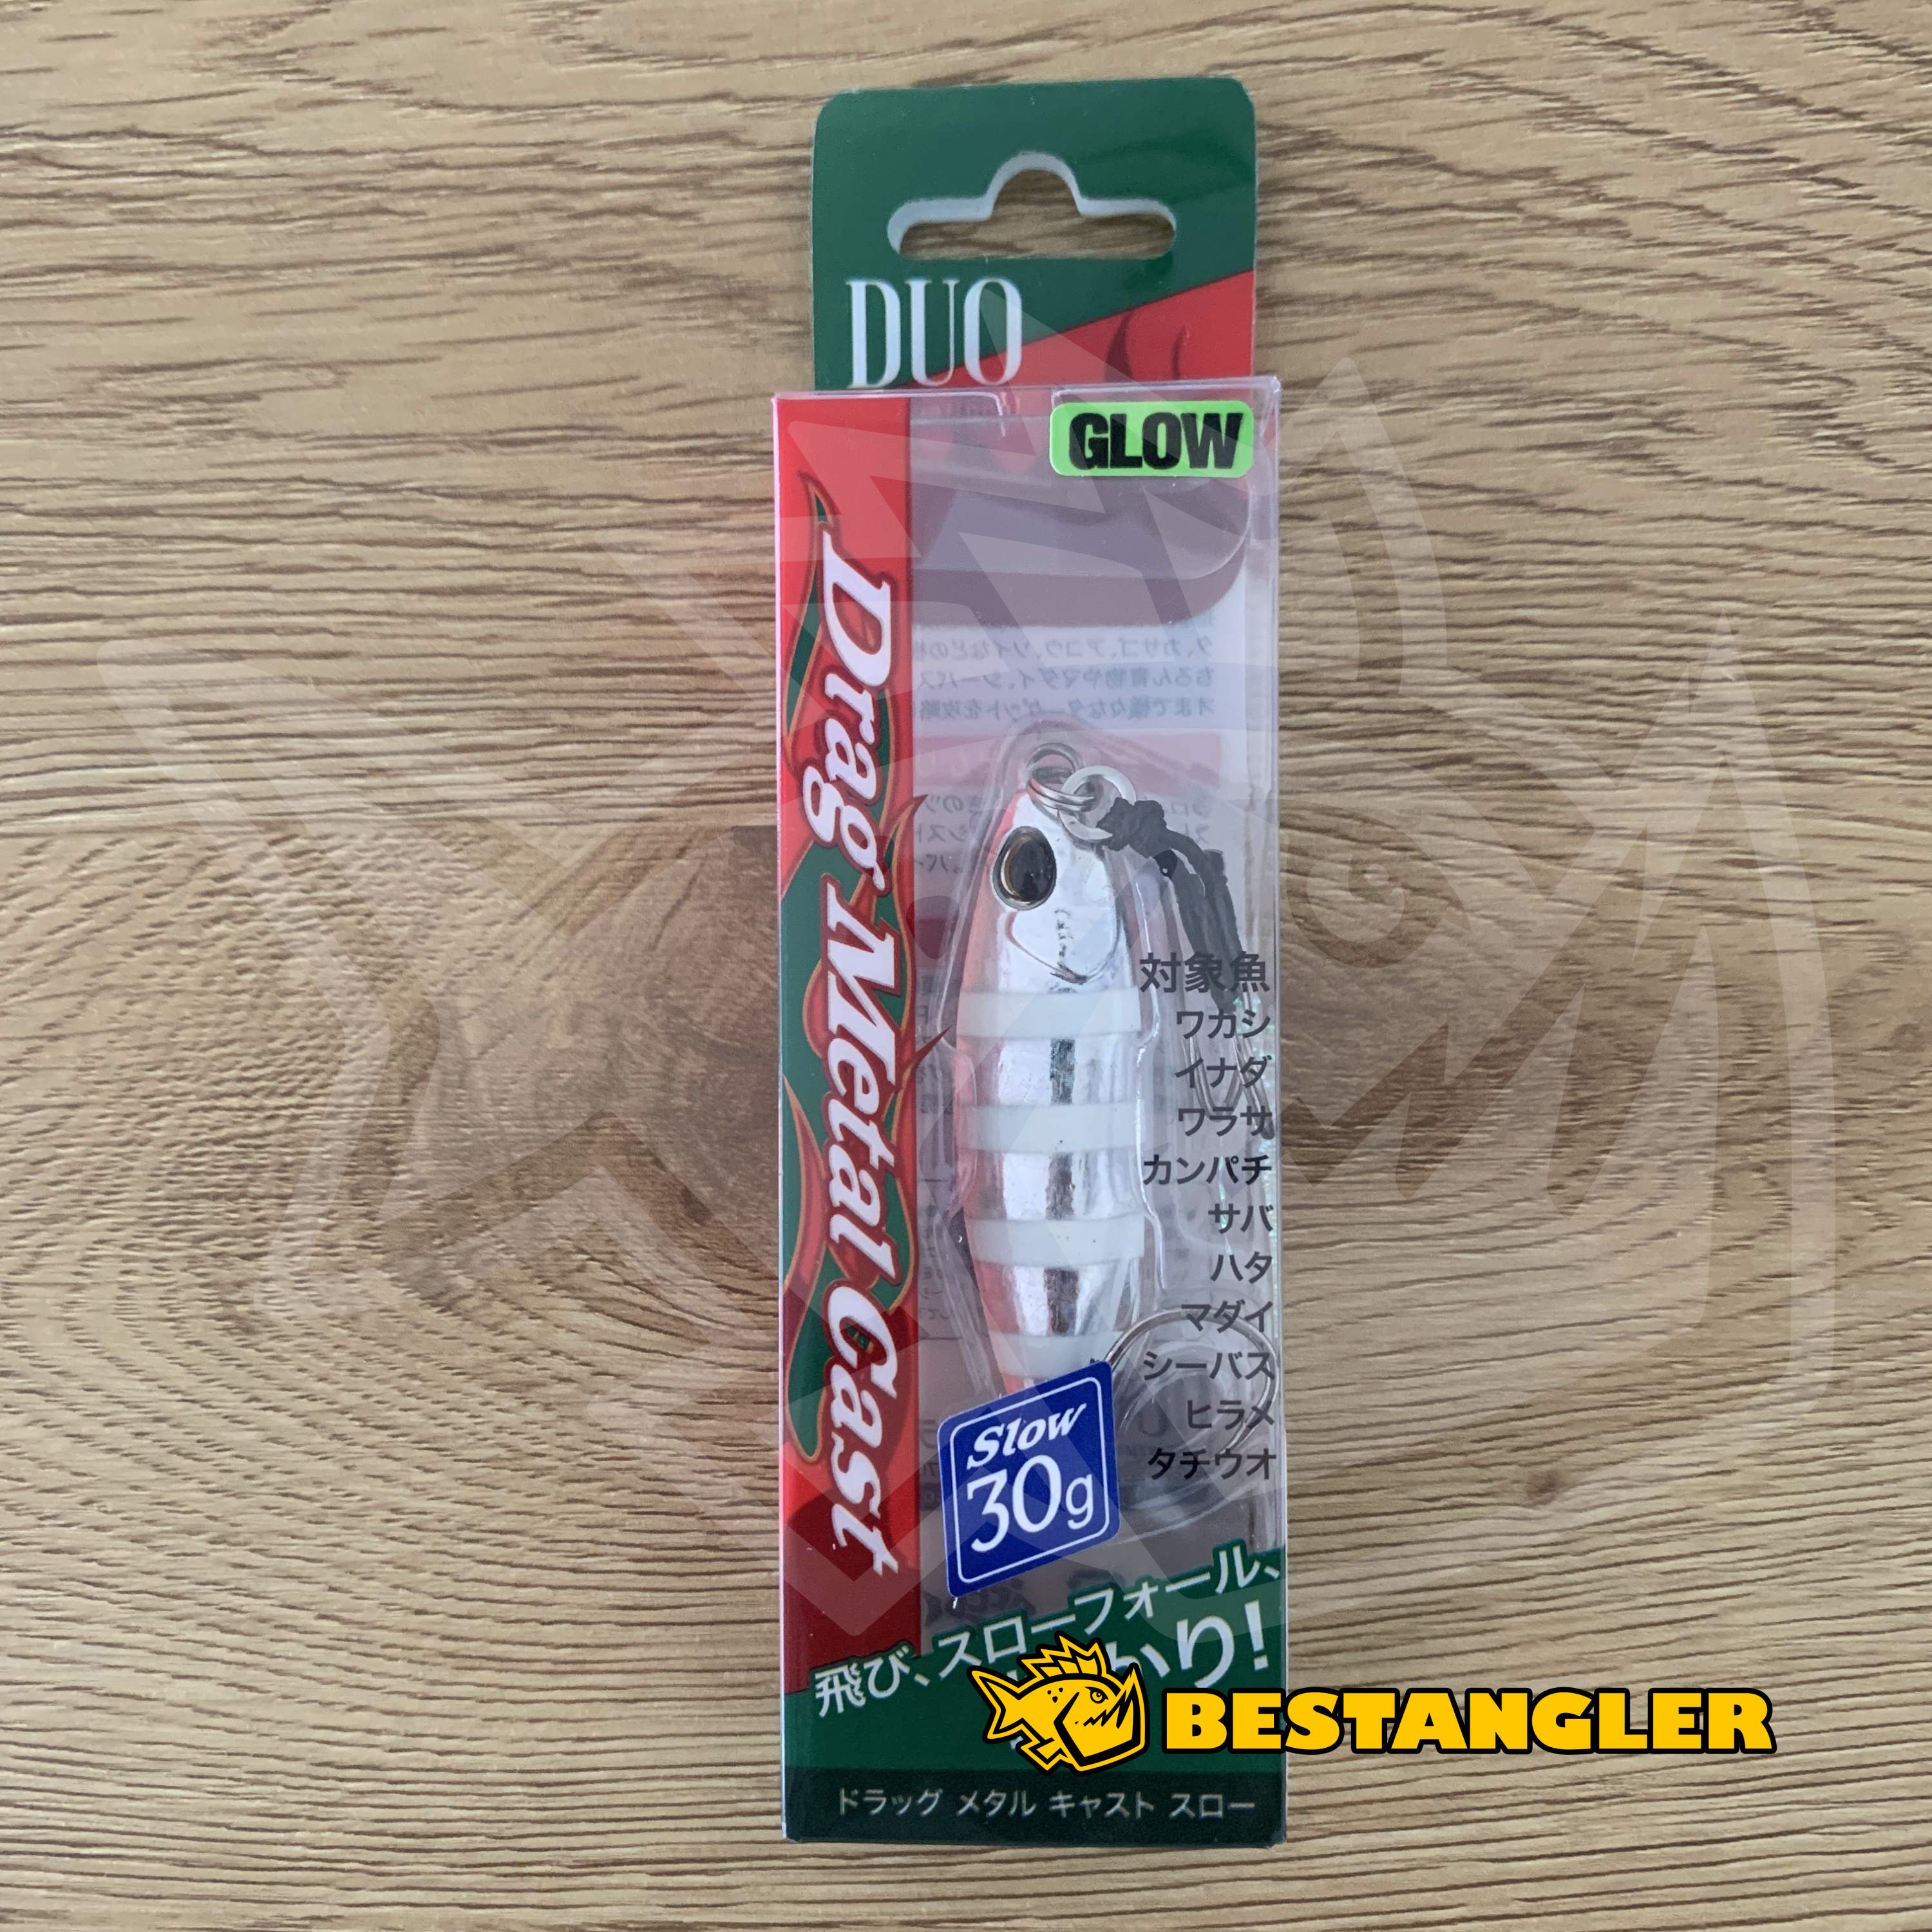 DUO
GLOW
Drag Metal Cast
対象魚
ワカシ
イナダ
ワラサ
カンパチ
サバ
ハタ
マダイ
シーバス
ヒラメ
タチウオ
Slow
30g
飛び、スローフォール、
かり!
BESTANGLER
ドラッグ メタル キャスト スロー